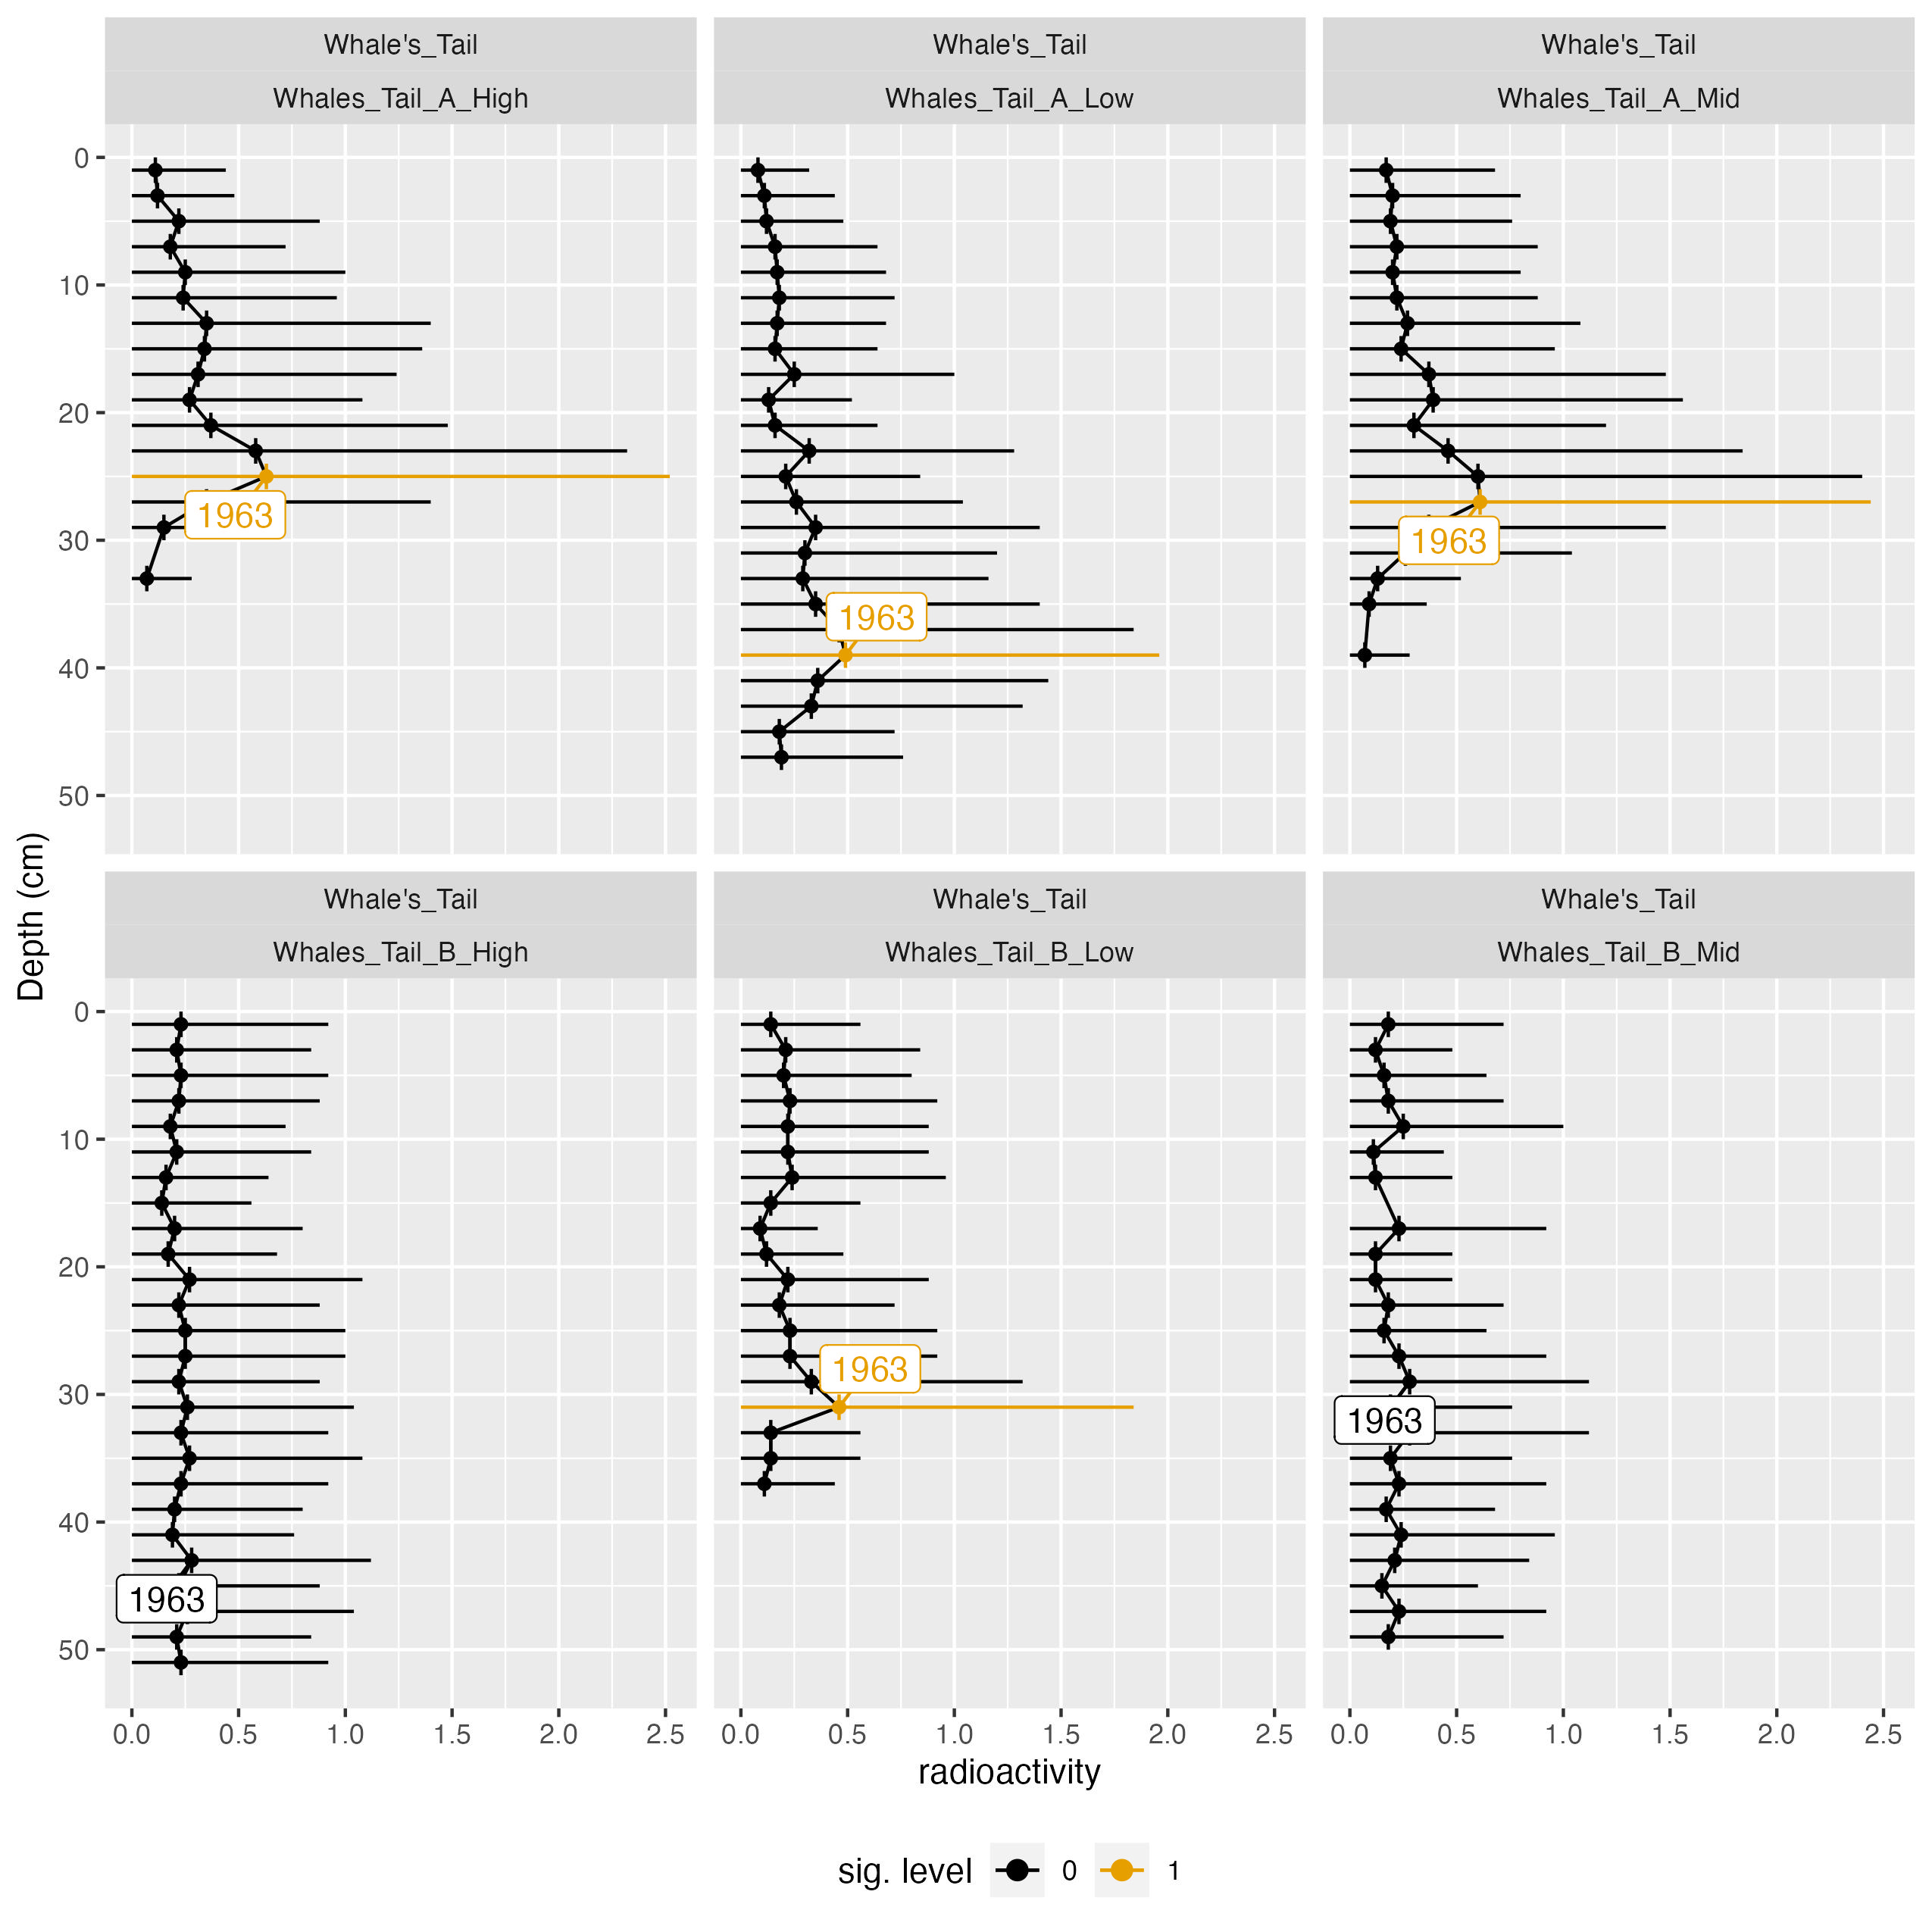 Whale's_Tail
Whales_Tail_A_High
Whale's_Tail
Whales_Tail_A_Low
Whale's_Tail
Whales_Tail_A_Mid
0
10
20
30
40
50
1963
1963
1963
Depth (cm)
Whale's_Tail
Whales_Tail_B_High
Whale's_Tail
Whales_Tail_B_Low
Whale's_Tail
Whales_Tail_B_Mid
0
10
20
30
40
50
1963
1963
1963
0.0 0.5 1.0 1.5 2.0 2.5
0.0 0.5 1.0 1.5 2.0 2.5
0.0 0.5 1.0 1.5 2.0 2.5
radioactivity
sig. level 0 1